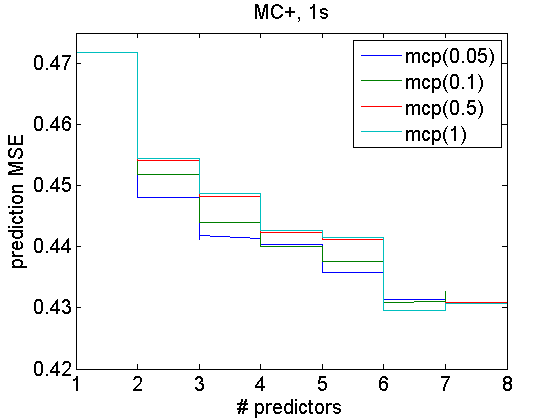 MC+, 1s
mcp(0.05)
mcp(0.1)
mcp(0.5)
mcp(1)
prediction MSE
0.47
0.46
0.45
0.44
0.43
0.42
1 2 3 4 5 6 7 8
# predictors